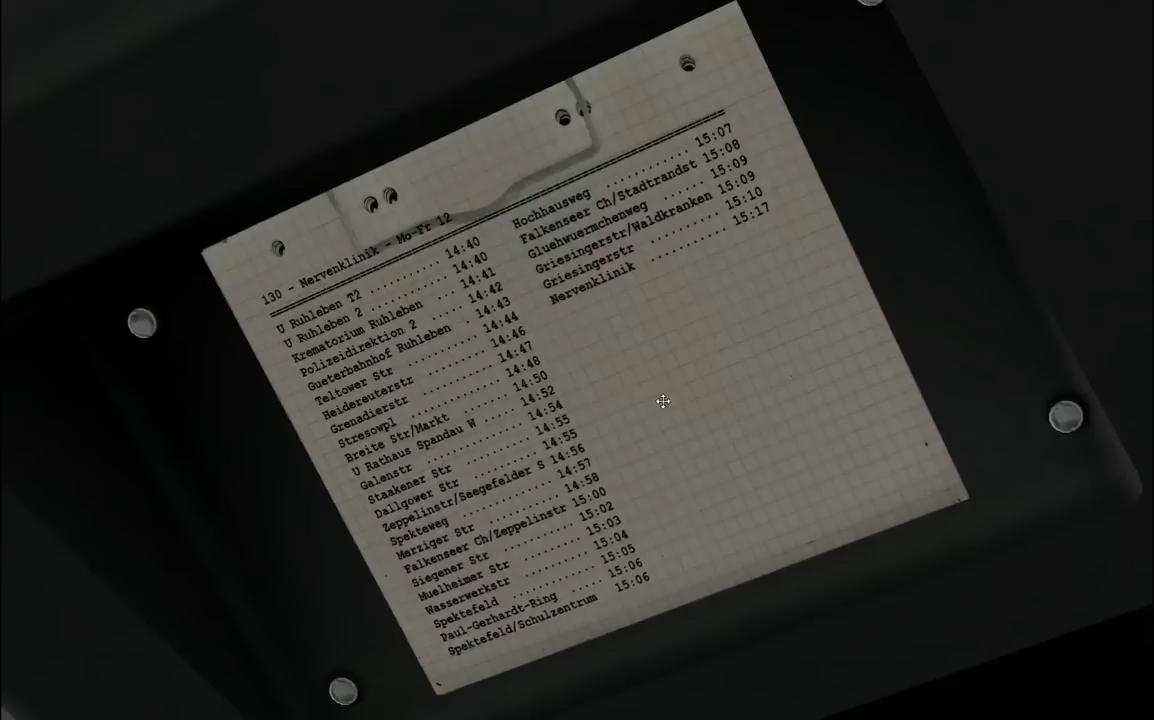 130 - Nervenklinik - Mo-Fr 12
U Ruhleben T2 .......... 14:40
U Ruhleben 2 ........... 14:40
Krematorium Ruhleben ... 14:41
Polizeidirektion 2 ..... 14:42
Gueterbahnhof Ruhleben . 14:43
Teltower Str ........... 14:44
Heidereuterstr ......... 14:46
Grenadierstr ........... 14:47
Stresowpl .............. 14:48
Breite Str/Markt ....... 14:50
U Rathaus Spandau W .... 14:52
Galenstr ............... 14:54
Staakener Str .......... 14:55
Dallgower Str .......... 14:55
Zeppelinstr/Seegefelder S 14:56
Spekteweg .............. 14:57
Merziger Str ........... 14:58
Falkenseer Ch/Zeppelinstr 15:00
Siegener Str ........... 15:02
Muelheimer Str ......... 15:03
Wasserwerkstr .......... 15:04
Spektefeld ............. 15:05
Paul-Gerhardt-Ring ..... 15:06
Spektefeld/Schulzentrum 15:06
Hochhausweg ............ 15:07
Falkenseer Ch/Stadtrandst 15:08
Gluehwuermchenweg ...... 15:09
Griesingerstr/Waldkranken 15:09
Griesingerstr .......... 15:10
Nervenklinik ........... 15:17